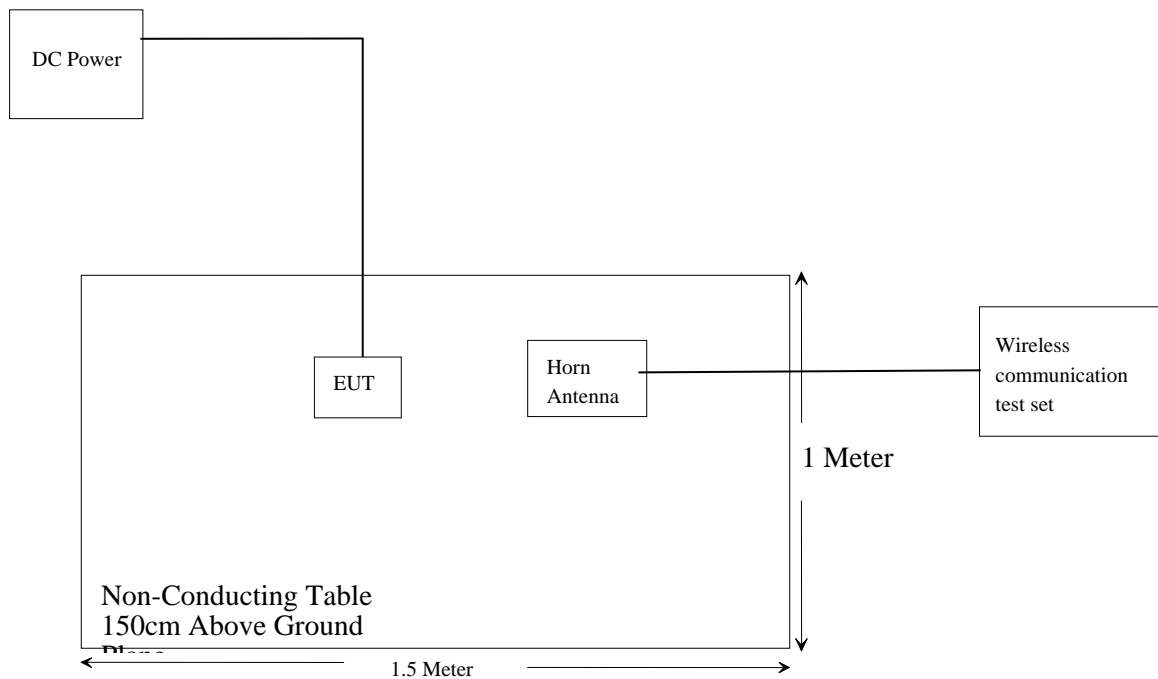 DC Power
EUT
Horn
Antenna
Wireless
communication
test set
1 Meter
Non-Conducting Table
150cm Above Ground
1.5 Meter